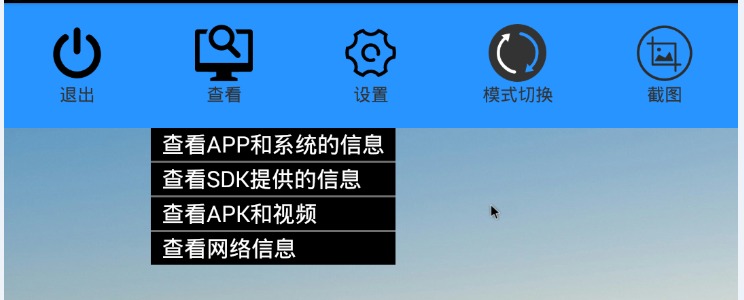 退出
查看
设置
模式切换
截图
查看APP和系统的信息
查看SDK提供的信息
查看APK和视频
查看网络信息